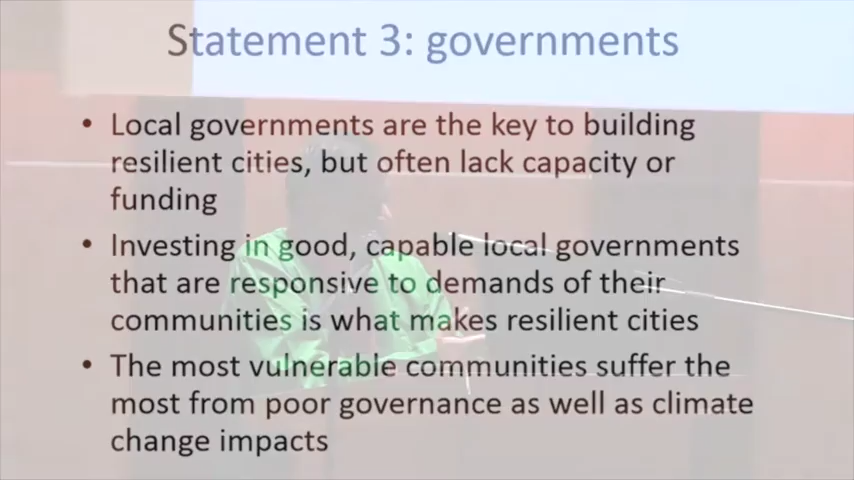 Statement 3: governments
• Local governments are the key to building
resilient cities, but often lack capacity or
funding
• Investing in good, capable local governments
that are responsive to demands of their
communities is what makes resilient cities
• The most vulnerable communities suffer the
most from poor governance as well as climate
change impacts